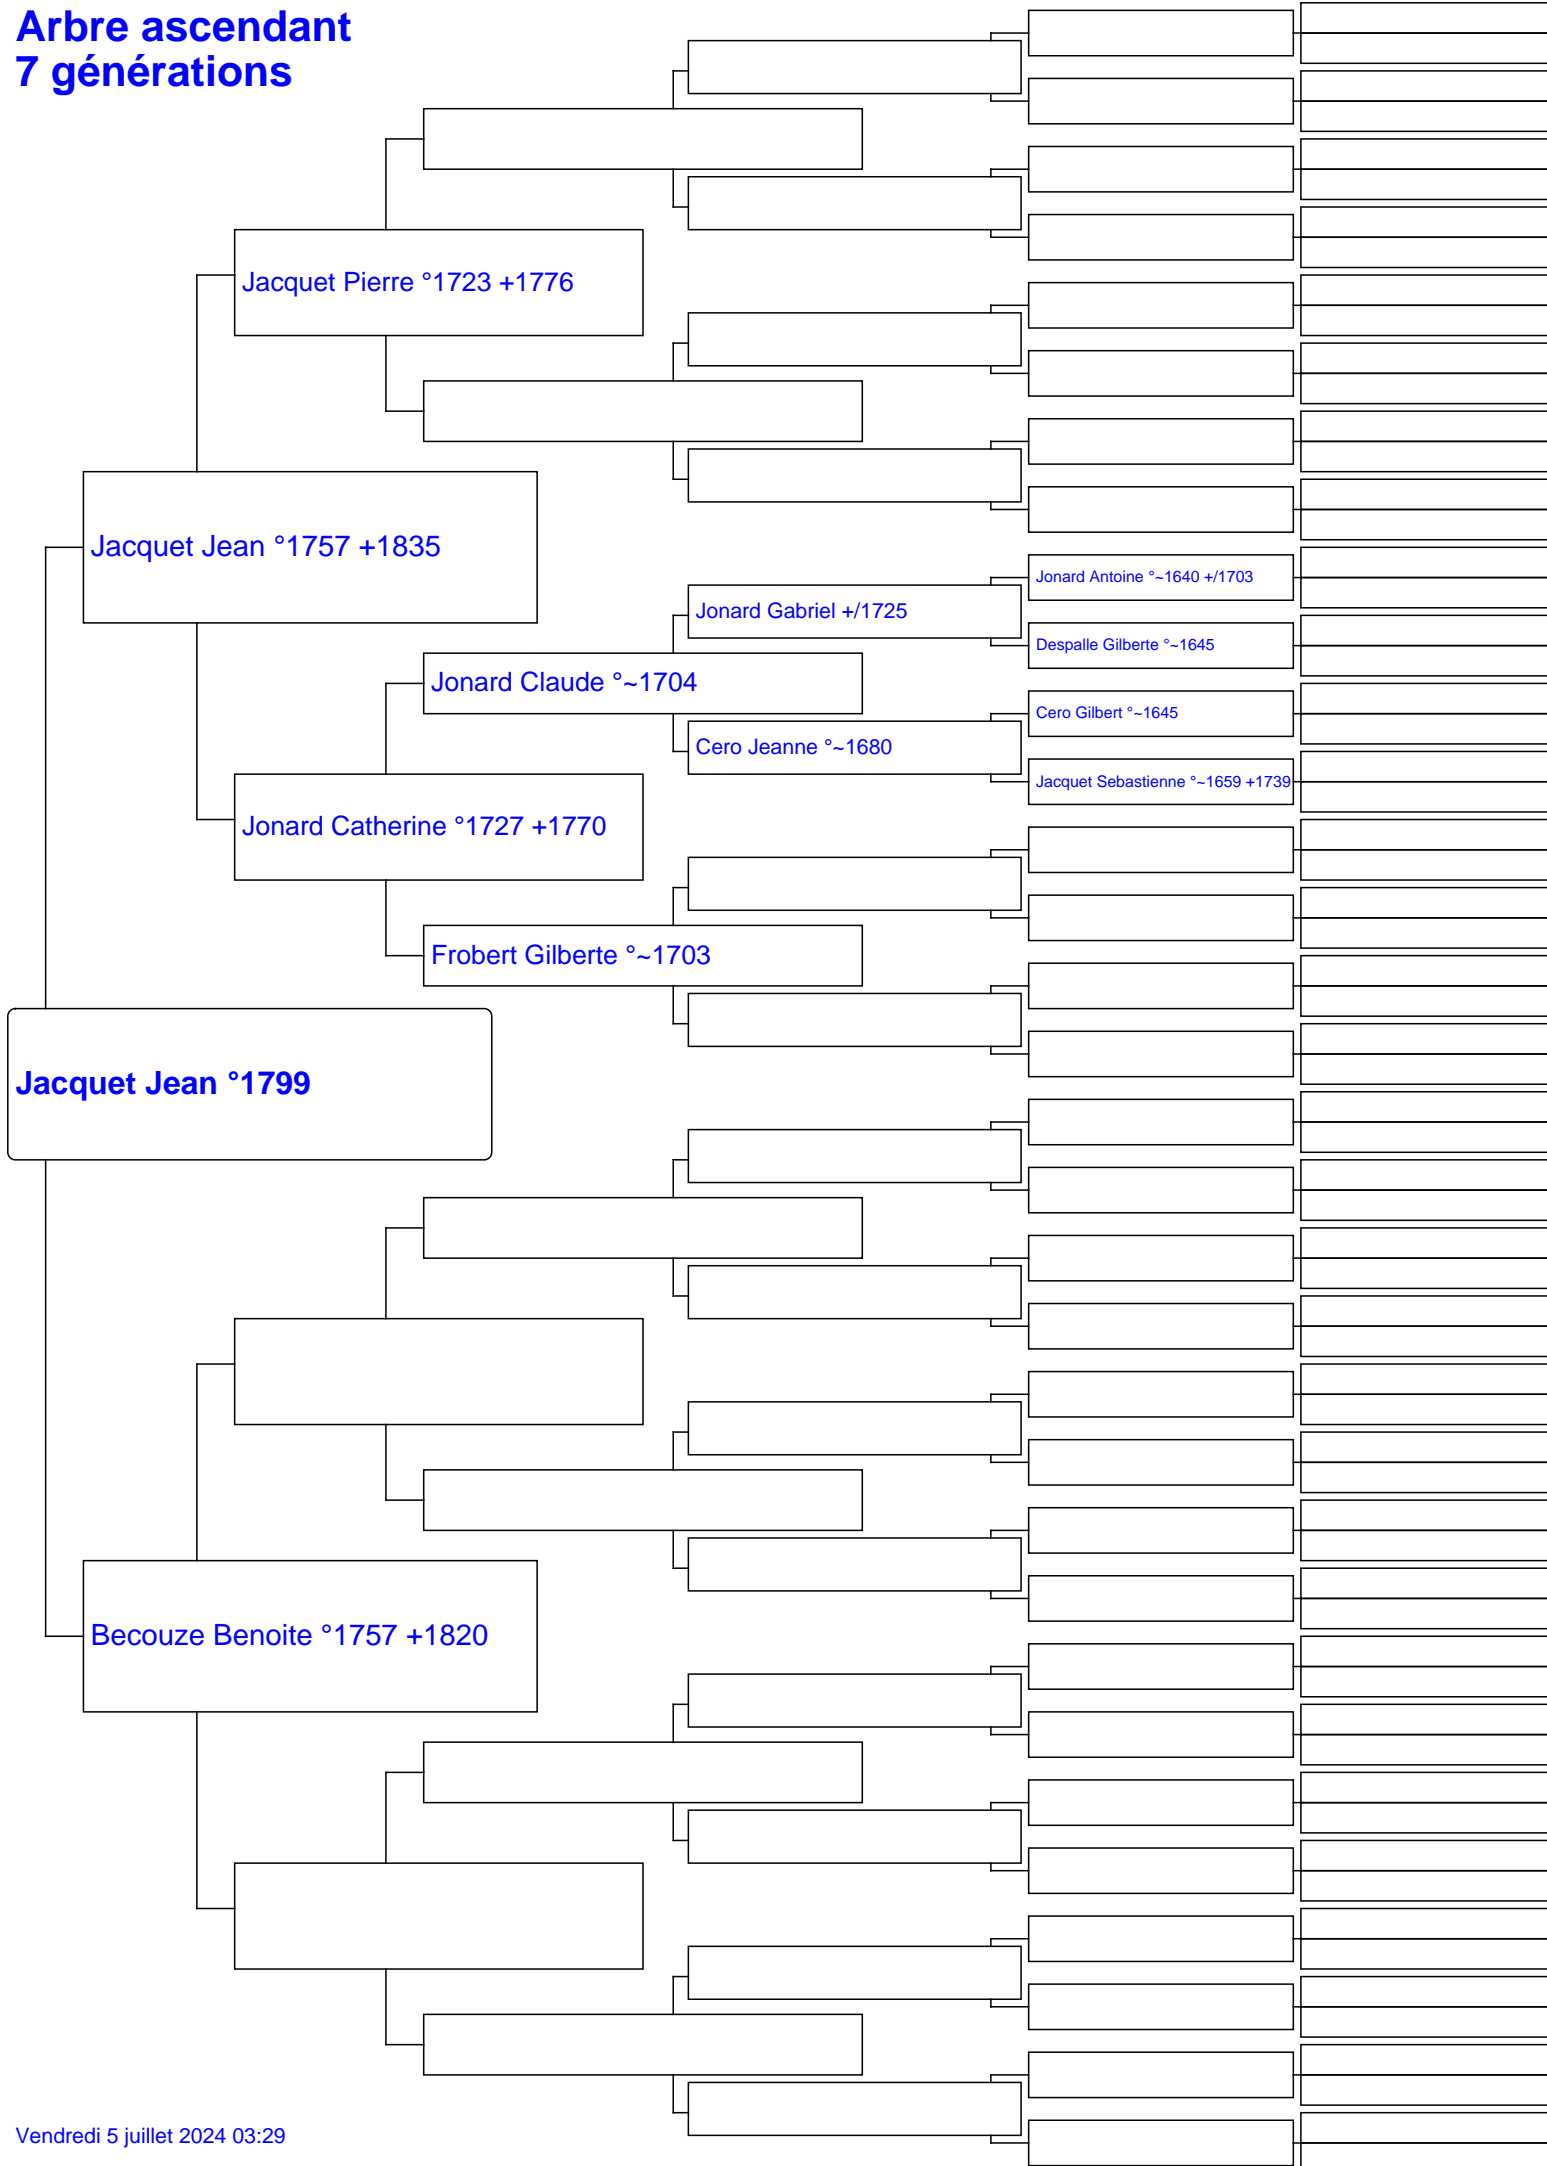 Arbre ascendant
7 générations
Jacquet Pierre °1723 +1776
Jacquet Jean °1757 +1835
Jonard Antoine °~1640 +/1703
Jonard Gabriel +/1725
Despalle Gilberte °~1645
Jonard Claude °~1704
Cero Gilbert °~1645
Cero Jeanne °~1680
Jacquet Sebastienne °~1659 +1739
Jonard Catherine °1727 +1770
Frobert Gilberte °~1703
Jacquet Jean °1799
Becouze Benoite °1757 +1820
Vendredi 5 juillet 2024 03:29